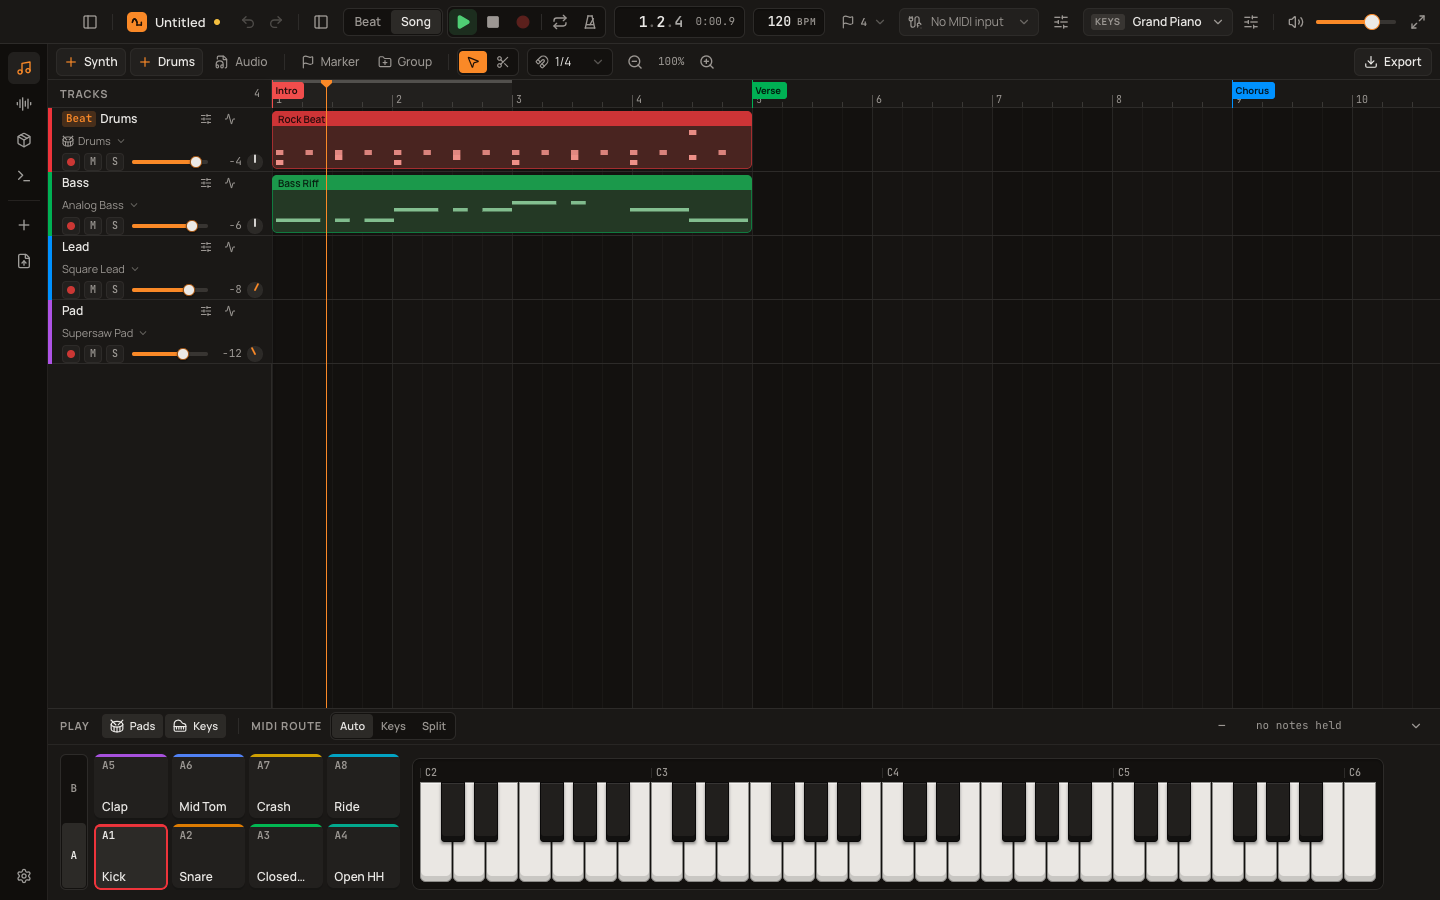 Untitled
Beat Song
1.2.4 0:00.9
120 BPM
4
No MIDI input
KEYS Grand Piano
Synth
Drums
Audio
Marker
Group
1/4
100%
Export
TRACKS 4
Intro
Verse
Chorus
1 2 3 4 5 6 7 8 9 10
Beat Drums
Drums
M S -4
Rock Beat
Bass
Analog Bass
M S -6
Bass Riff
Lead
Square Lead
M S -8
Pad
Supersaw Pad
M S -12
PLAY Pads Keys MIDI ROUTE Auto Keys Split
– no notes held
B
A
A5 Clap
A6 Mid Tom
A7 Crash
A8 Ride
A1 Kick
A2 Snare
A3 Closed...
A4 Open HH
C2 C3 C4 C5 C6